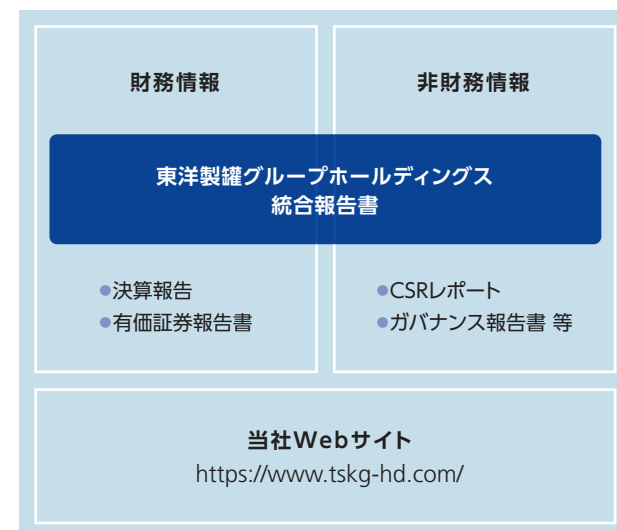 財務情報
非財務情報
東洋製罐グループホールディングス
統合報告書
●決算報告
●有価証券報告書
●CSRレポート
●ガバナンス報告書 等
当社Webサイト
https://www.tskg-hd.com/